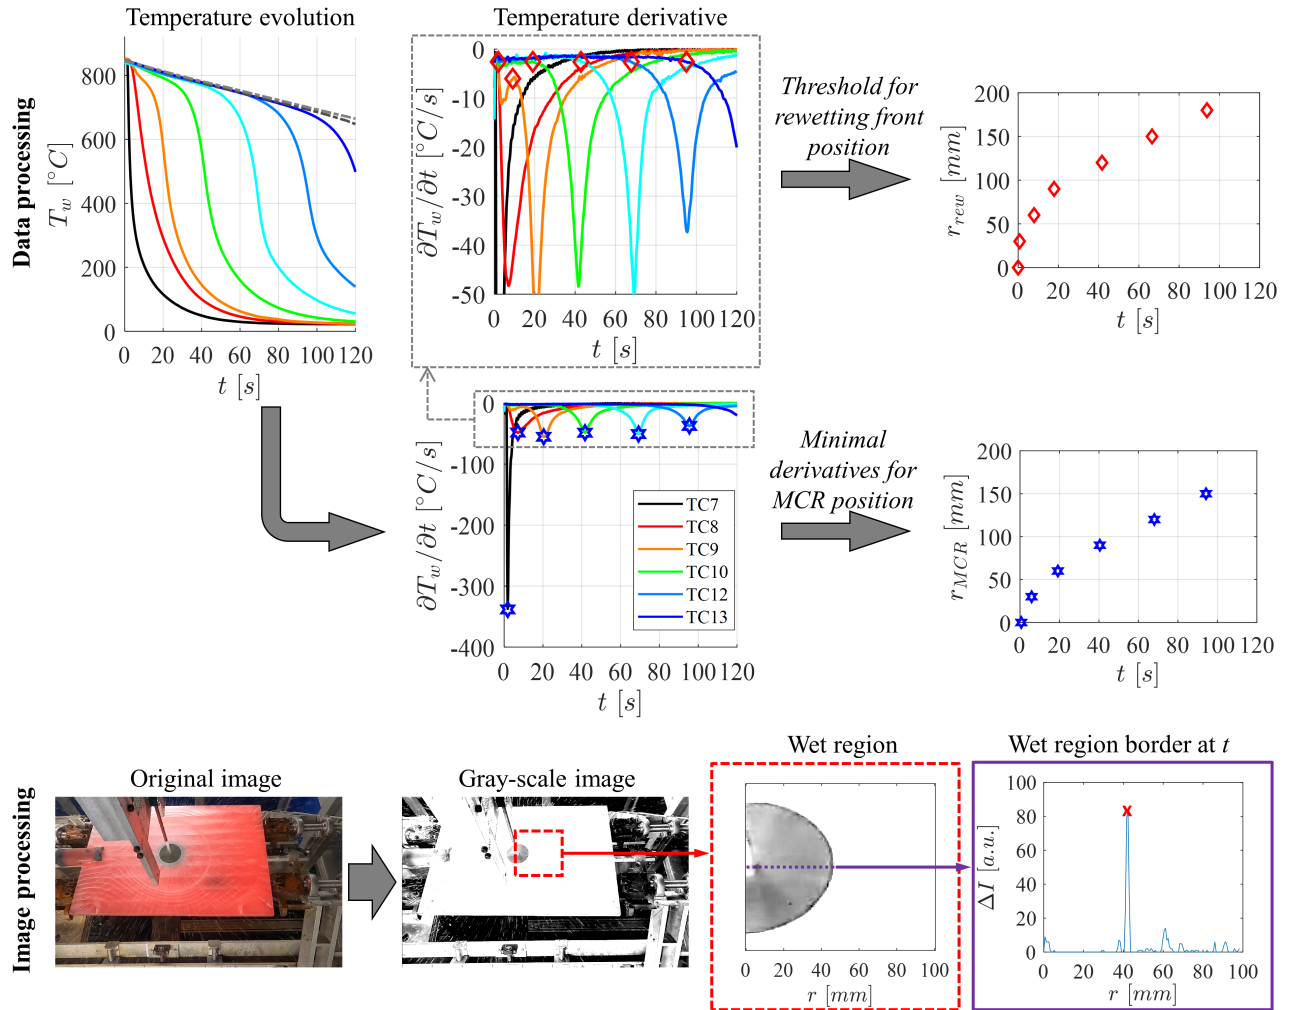 Temperature evolution
Temperature derivative
Data processing
T_w [°C]
800
600
400
200
0
0 20 40 60 80 100 120
t [s]
∂T_w/∂t [°C/s]
0
-10
-20
-30
-40
-50
0 20 40 60 80 100 120
t [s]
Threshold for
rewetting front
position
r_rew [mm]
200
150
100
50
0
0 20 40 60 80 100 120
t [s]
∂T_w/∂t [°C/s]
0
-100
-200
-300
-400
TC7
TC8
TC9
TC10
TC12
TC13
0 20 40 60 80 100 120
t [s]
Minimal
derivatives for
MCR position
r_MCR [mm]
200
150
100
50
0
0 20 40 60 80 100 120
t [s]
Image processing
Original image
Gray-scale image
Wet region
0 20 40 60 80 100
r [mm]
Wet region border at t
ΔI [a.u.]
100
80
60
40
20
0
0 20 40 60 80 100
r [mm]